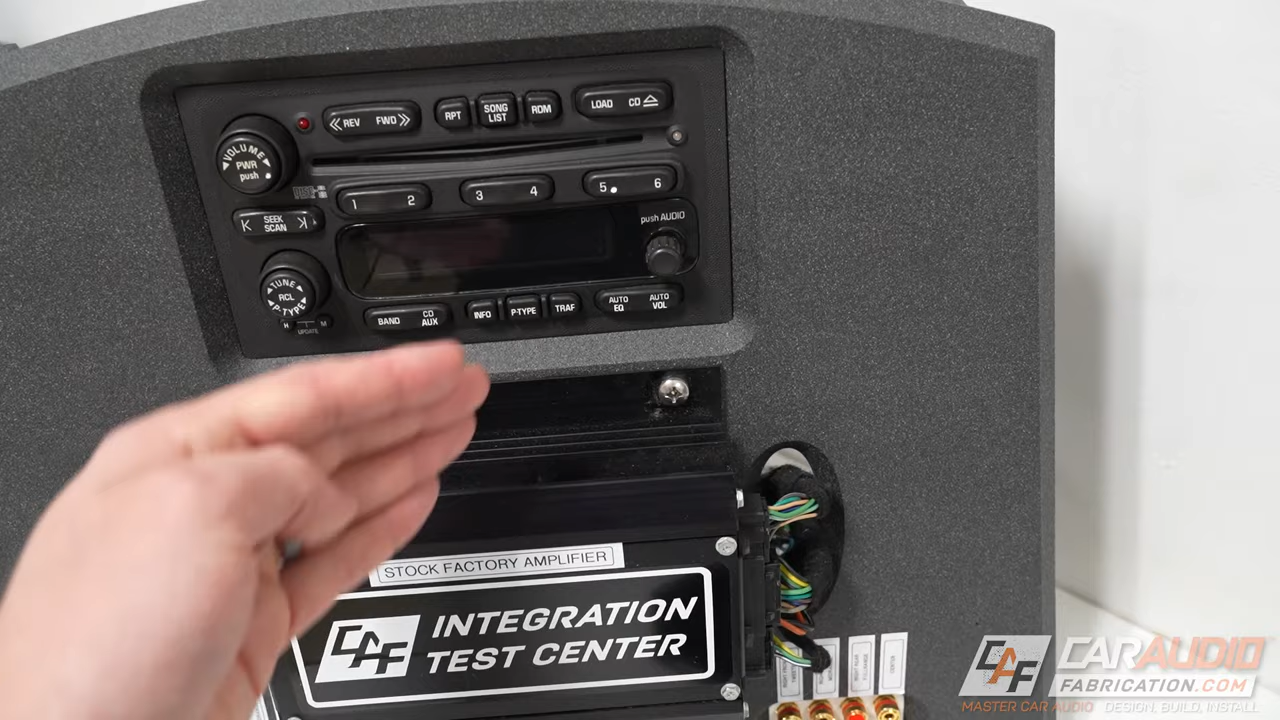 REV FWD
RPT
SONG
LIST
RDM
LOAD CD
VOLUME
PWR
push
1 2
3 4
5 6
SEEK
SCAN
push AUDIO
TUNE
RCL
P-TYPE
H M
UPDATE
BAND
CD
AUX
INFO
P-TYPE
TRAF
AUTO
EQ
AUTO
VOL
STOCK FACTORY AMPLIFIER
CAF
INTEGRATION
TEST CENTER
CENTER
CAF
CARAUDIO
FABRICATION.COM
MASTER CAR AUDIO DESIGN, BUILD, INSTALL